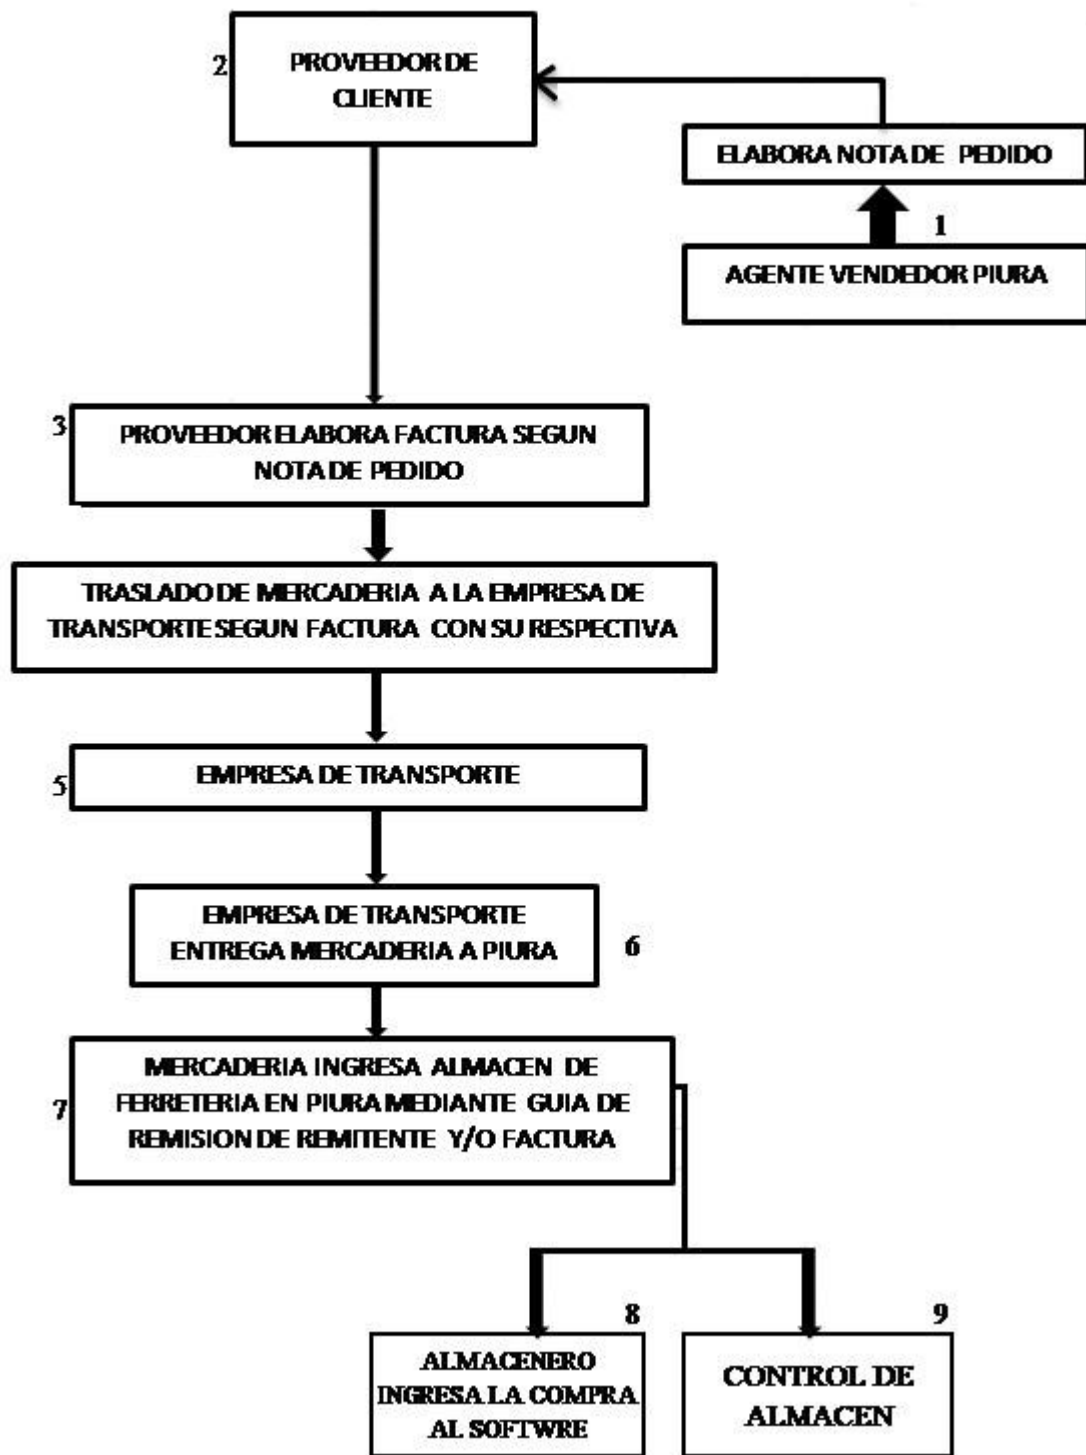 2
PROVEEDOR DE
CLIENTE
ELABORA NOTA DE PEDIDO
1
AGENTE VENDEDOR PIURA
3
PROVEEDOR ELABORA FACTURA SEGUN
NOTA DE PEDIDO
TRASLADO DE MERCADERIA A LA EMPRESA DE
TRANSPORTE SEGUN FACTURA CON SU RESPECTIVA
5
EMPRESA DE TRANSPORTE
EMPRESA DE TRANSPORTE
ENTREGA MERCADERIA A PIURA
6
7
MERCADERIA INGRESA ALMACEN DE
FERRETERIA EN PIURA MEDIANTE GUIA DE
REMISION DE REMITENTE Y/O FACTURA
8
ALMACENERO
INGRESA LA COMPRA
AL SOFTWRE
9
CONTROL DE
ALMACEN